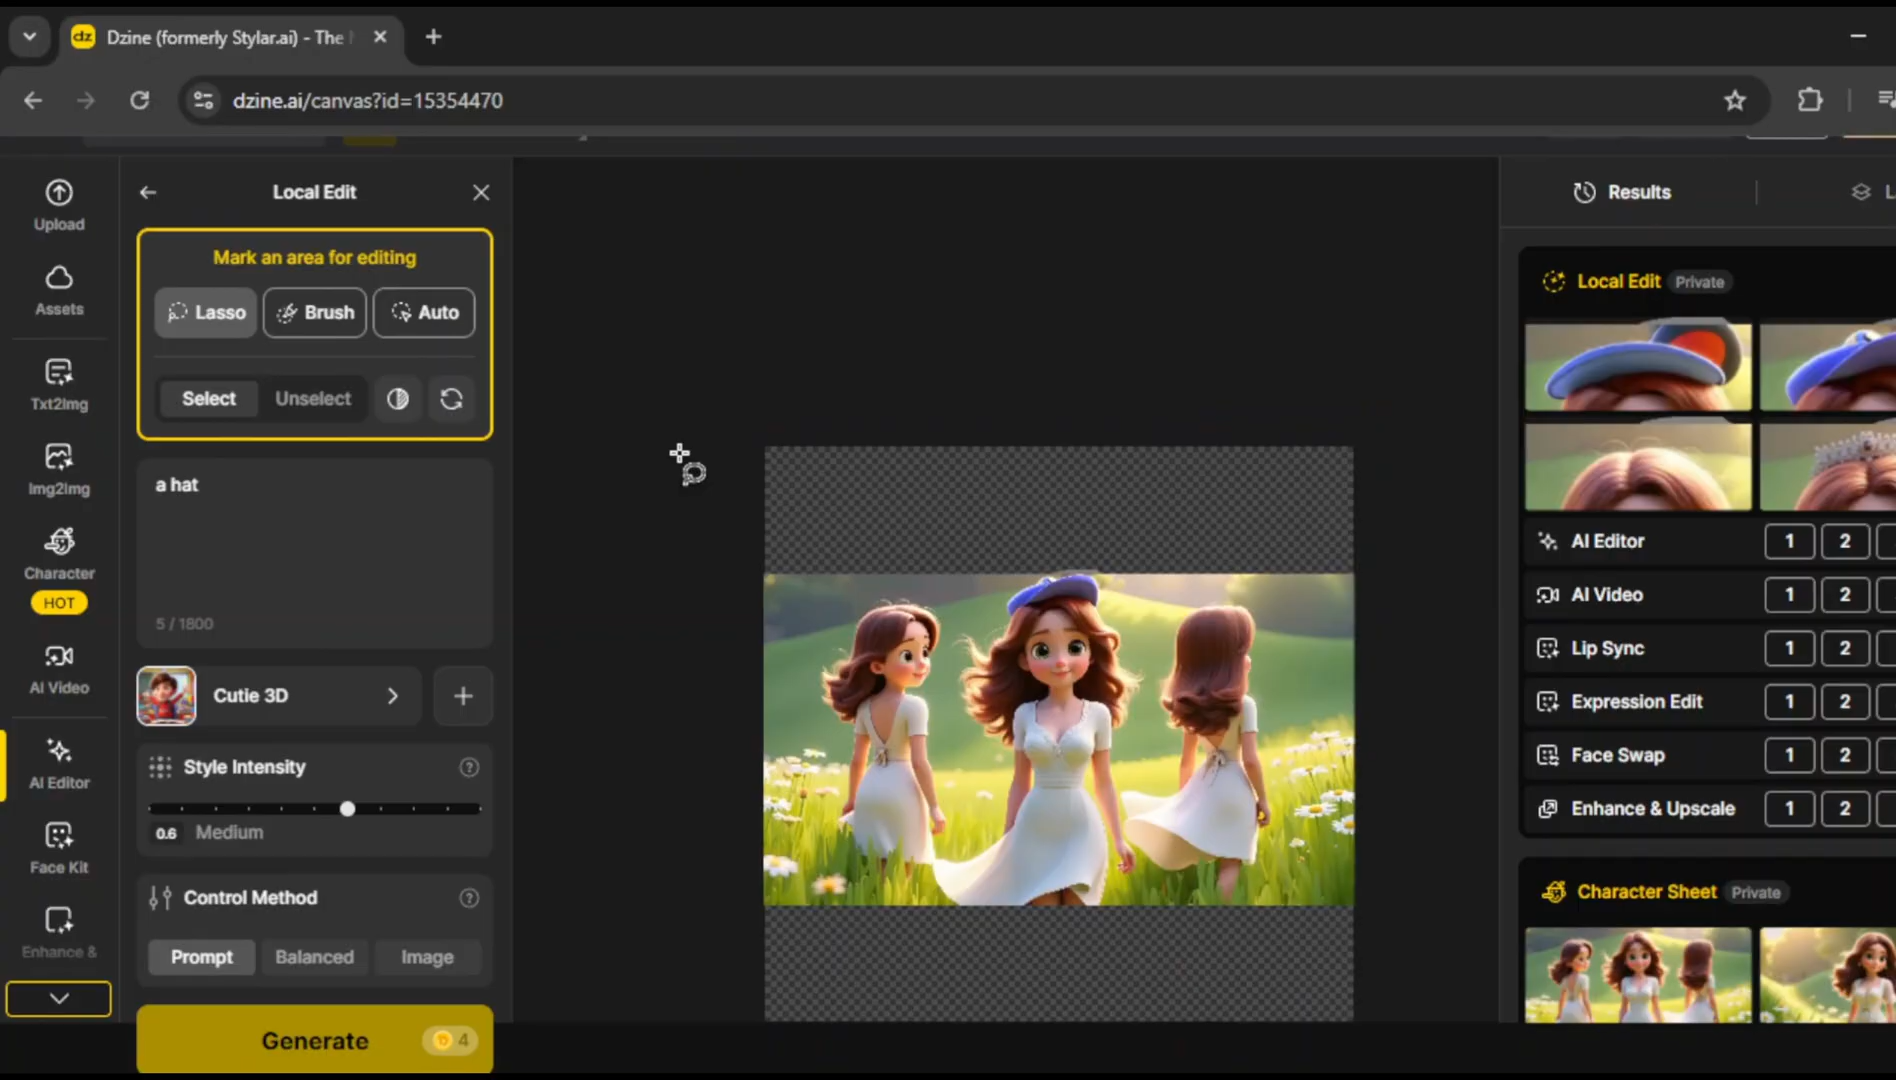 dz Dzine (formerly Stylar.ai) - The
dzine.ai/canvas?id=15354470
Upload
Assets
Txt2Img
Img2Img
Character
HOT
AI Video
AI Editor
Face Kit
Enhance &
Local Edit
Mark an area for editing
Lasso Brush Auto
Select Unselect
a hat
5 / 1800
Cutie 3D
Style Intensity ?
0.6 Medium
Control Method ?
Prompt Balanced Image
Generate 4
Results
Local Edit Private
AI Editor 1 2
AI Video 1 2
Lip Sync 1 2
Expression Edit 1 2
Face Swap 1 2
Enhance & Upscale 1 2
Character Sheet Private